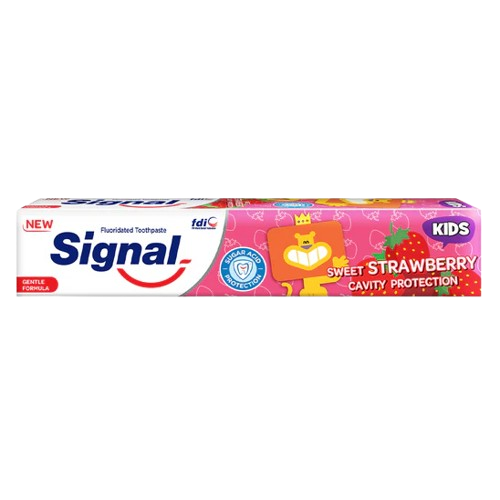 NEW
Fluoridated Toothpaste
Signal
GENTLE
FORMULA
fdi
SUGAR ACID
PROTECTION
KIDS
SWEET STRAWBERRY
CAVITY PROTECTION